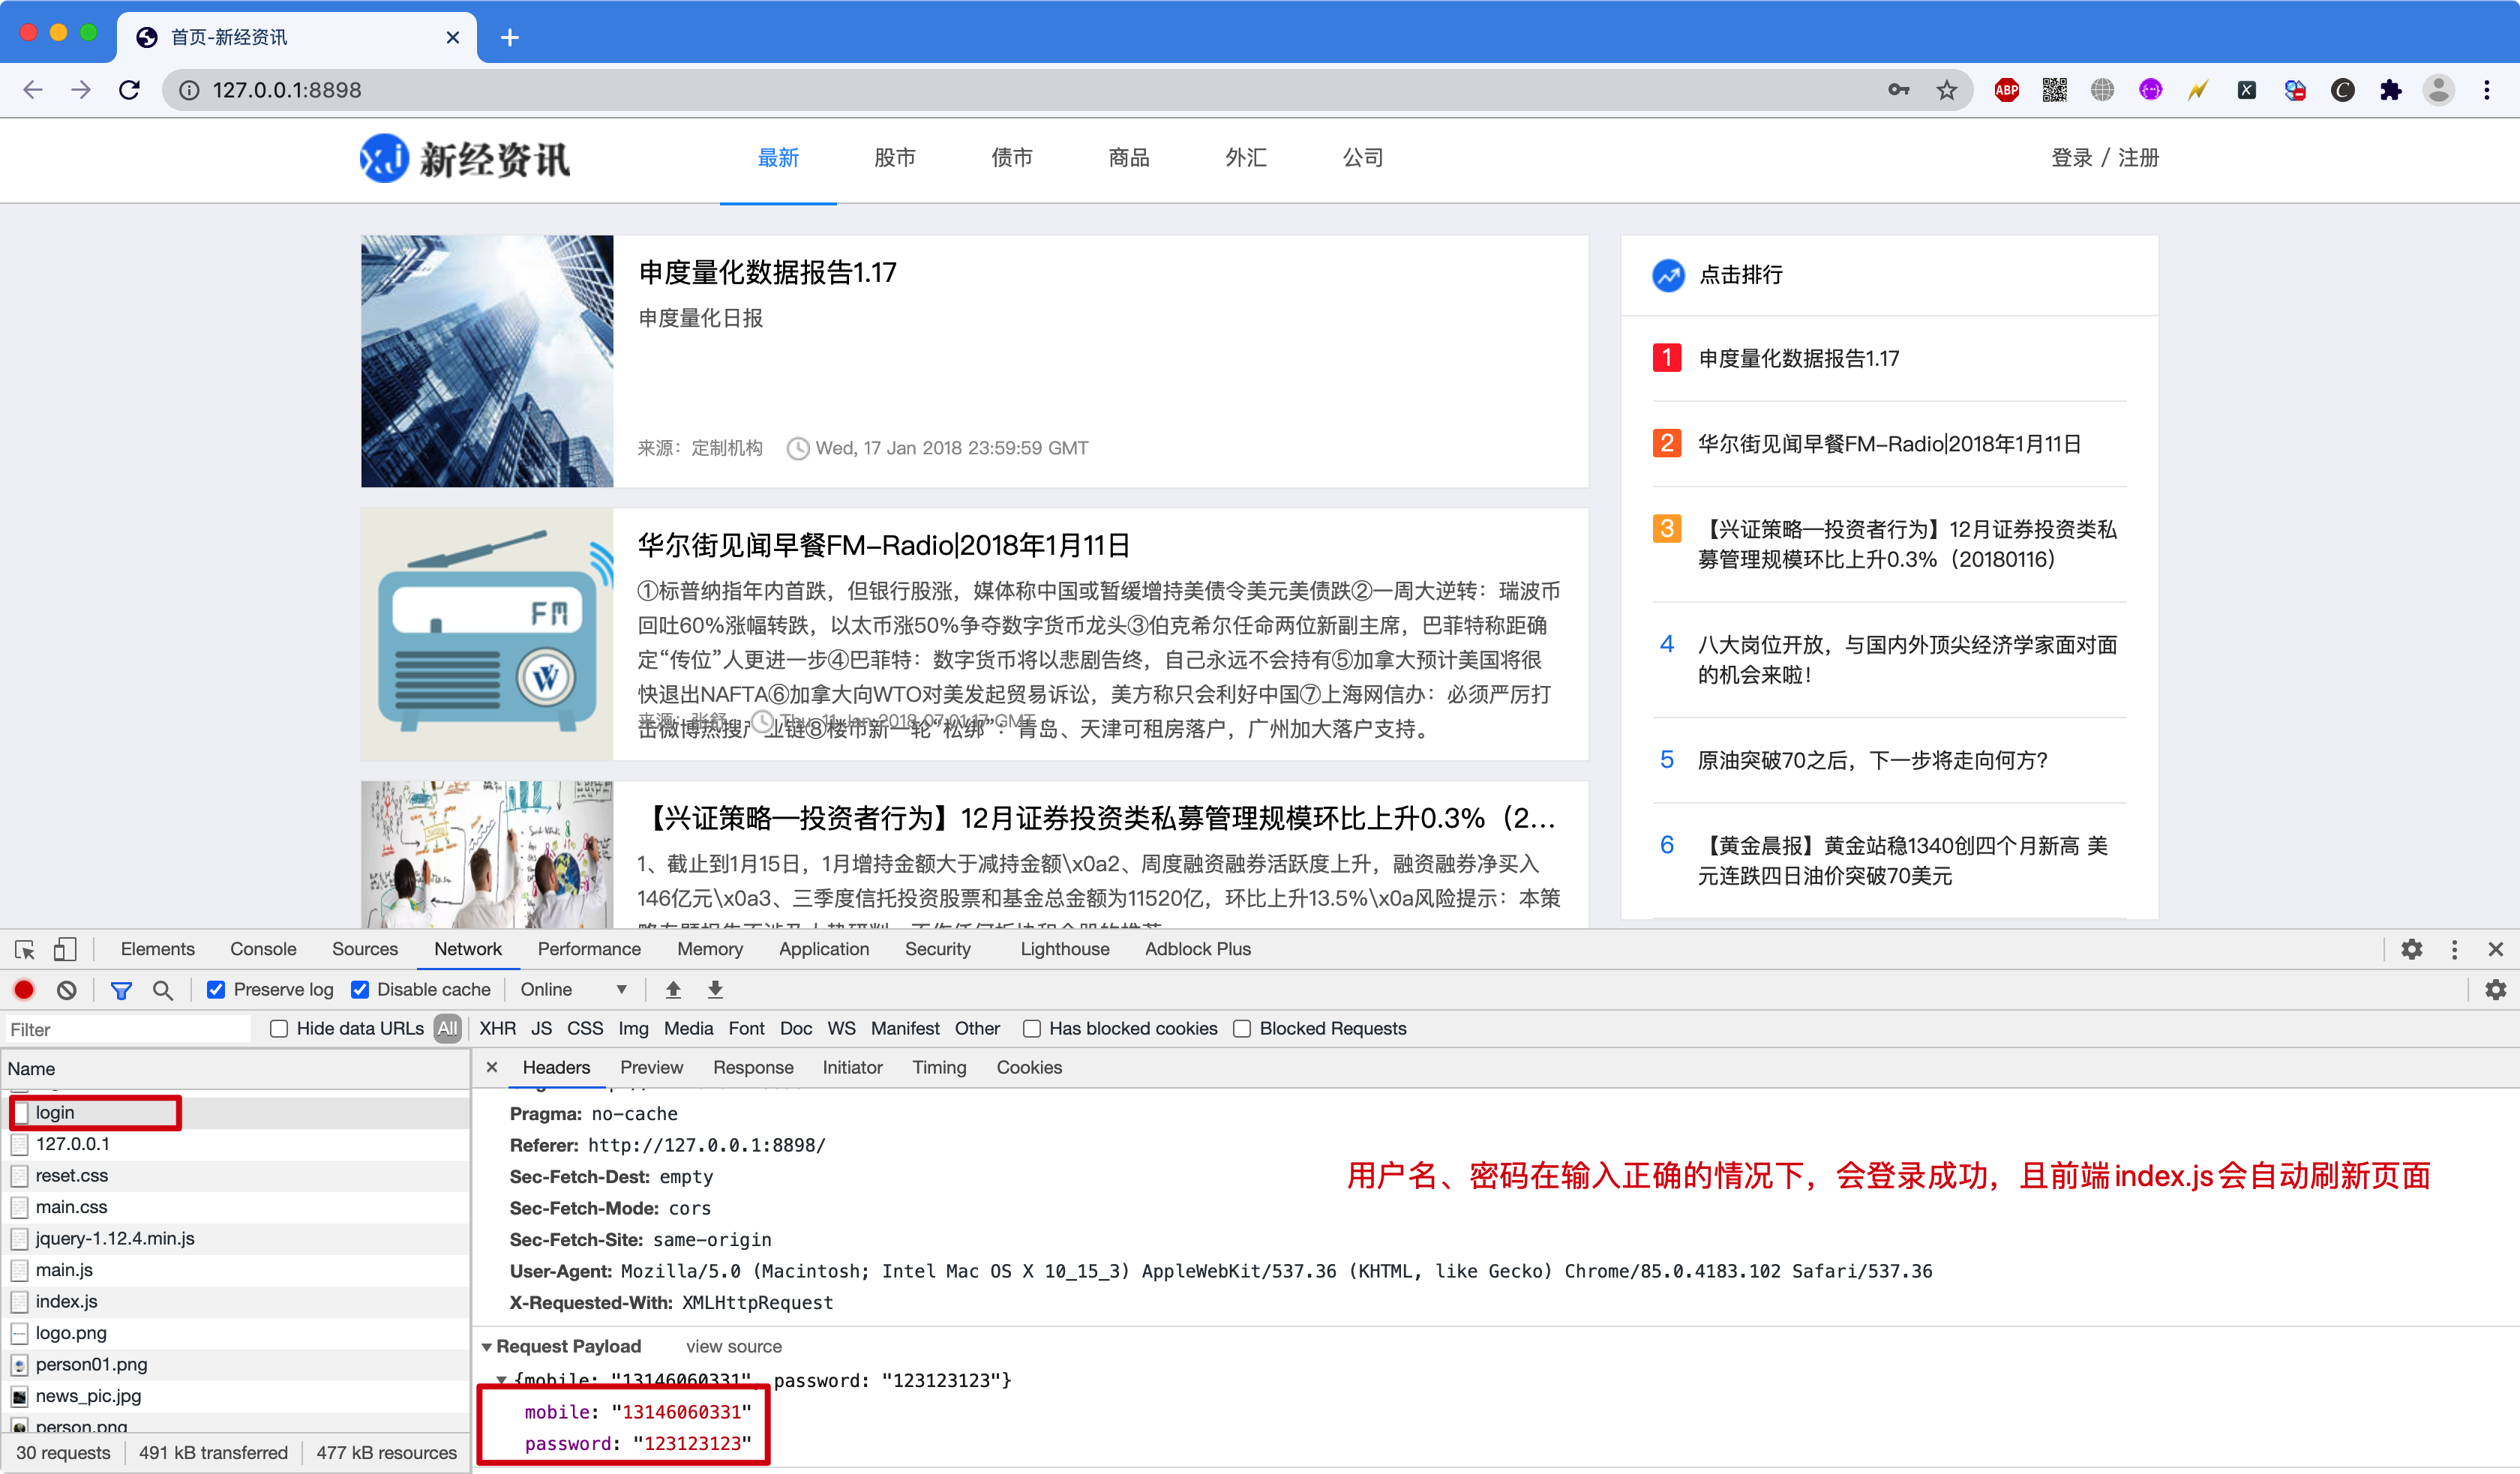 首页-新经资讯
127.0.0.1:8898
ABP
xj 新经资讯
最新 股市 债市 商品 外汇 公司
登录 / 注册
申度量化数据报告1.17
申度量化日报
来源：定制机构 Wed, 17 Jan 2018 23:59:59 GMT
FM
W
华尔街见闻早餐FM-Radio|2018年1月11日
①标普纳指年内首跌，但银行股涨，媒体称中国或暂缓增持美债令美元美债跌②一周大逆转：瑞波币
回吐60%涨幅转跌，以太币涨50%争夺数字货币龙头③伯克希尔任命两位新副主席，巴菲特称距确
定“传位”人更进一步④巴菲特：数字货币将以悲剧告终，自己永远不会持有⑤加拿大预计美国将很
快退出NAFTA⑥加拿大向WTO对美发起贸易诉讼，美方称只会利好中国⑦上海网信办：必须严厉打
击微博热搜产业链⑧楼市新一轮“松绑”：青岛、天津可租房落户，广州加大落户支持。
来源：张舒 Thu, 11 Jan 2018 07:01:17 GMT
【兴证策略—投资者行为】12月证券投资类私募管理规模环比上升0.3%（2...
1、截止到1月15日，1月增持金额大于减持金额\x0a2、周度融资融券活跃度上升，融资融券净买入
146亿元\x0a3、三季度信托投资股票和基金总金额为11520亿，环比上升13.5%\x0a风险提示：本策
点击排行
1 申度量化数据报告1.17
2 华尔街见闻早餐FM-Radio|2018年1月11日
3 【兴证策略—投资者行为】12月证券投资类私
募管理规模环比上升0.3%（20180116）
4 八大岗位开放，与国内外顶尖经济学家面对面
的机会来啦！
5 原油突破70之后，下一步将走向何方？
6 【黄金晨报】黄金站稳1340创四个月新高 美
元连跌四日油价突破70美元
Elements Console Sources Network Performance Memory Application Security Lighthouse Adblock Plus
Preserve log Disable cache Online
Filter Hide data URLs All XHR JS CSS Img Media Font Doc WS Manifest Other Has blocked cookies Blocked Requests
Name
login
127.0.0.1
reset.css
main.css
jquery-1.12.4.min.js
main.js
index.js
logo.png
person01.png
news_pic.jpg
person.png
30 requests 491 kB transferred 477 kB resources
Headers Preview Response Initiator Timing Cookies
Pragma: no-cache
Referer: http://127.0.0.1:8898/
Sec-Fetch-Dest: empty
Sec-Fetch-Mode: cors
Sec-Fetch-Site: same-origin
User-Agent: Mozilla/5.0 (Macintosh; Intel Mac OS X 10_15_3) AppleWebKit/537.36 (KHTML, like Gecko) Chrome/85.0.4183.102 Safari/537.36
X-Requested-With: XMLHttpRequest
用户名、密码在输入正确的情况下，会登录成功，且前端index.js会自动刷新页面
Request Payload view source
{mobile: "13146060331", password: "123123123"}
mobile: "13146060331"
password: "123123123"